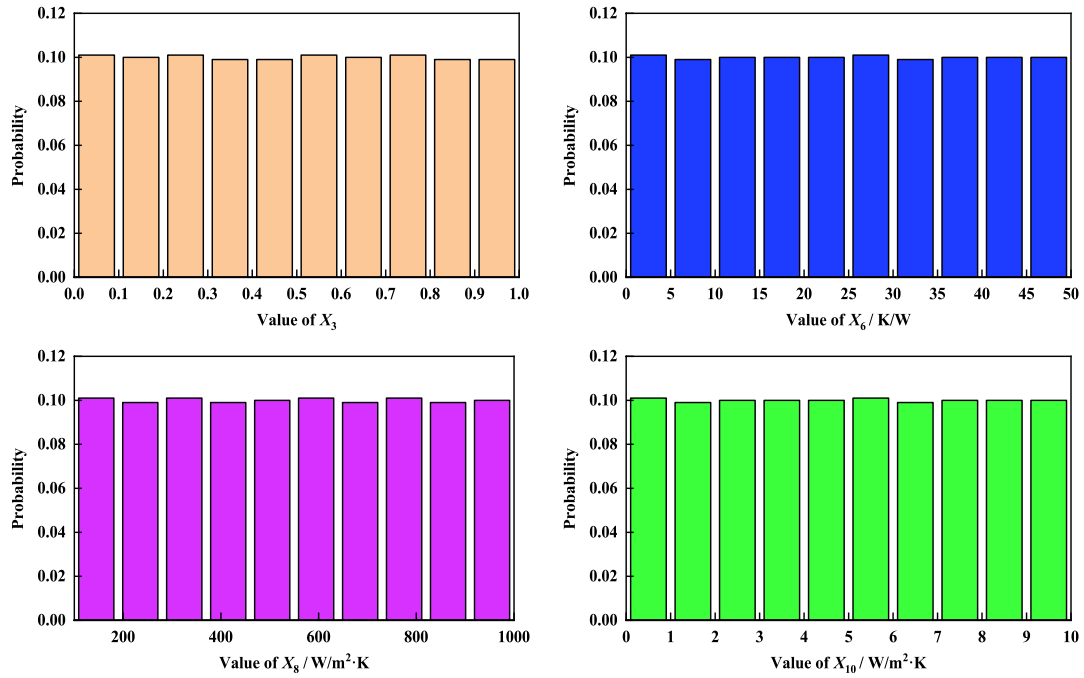 0.12
0.10
0.08
0.06
0.04
0.02
0.00
Probability
0.0 0.1 0.2 0.3 0.4 0.5 0.6 0.7 0.8 0.9 1.0
Value of X₃
0.12
0.10
0.08
0.06
0.04
0.02
0.00
Probability
0 5 10 15 20 25 30 35 40 45 50
Value of X₆ / K/W
0.12
0.10
0.08
0.06
0.04
0.02
0.00
Probability
200 400 600 800 1000
Value of X₈ / W/m²·K
0.12
0.10
0.08
0.06
0.04
0.02
0.00
Probability
0 1 2 3 4 5 6 7 8 9 10
Value of X₁₀ / W/m²·K